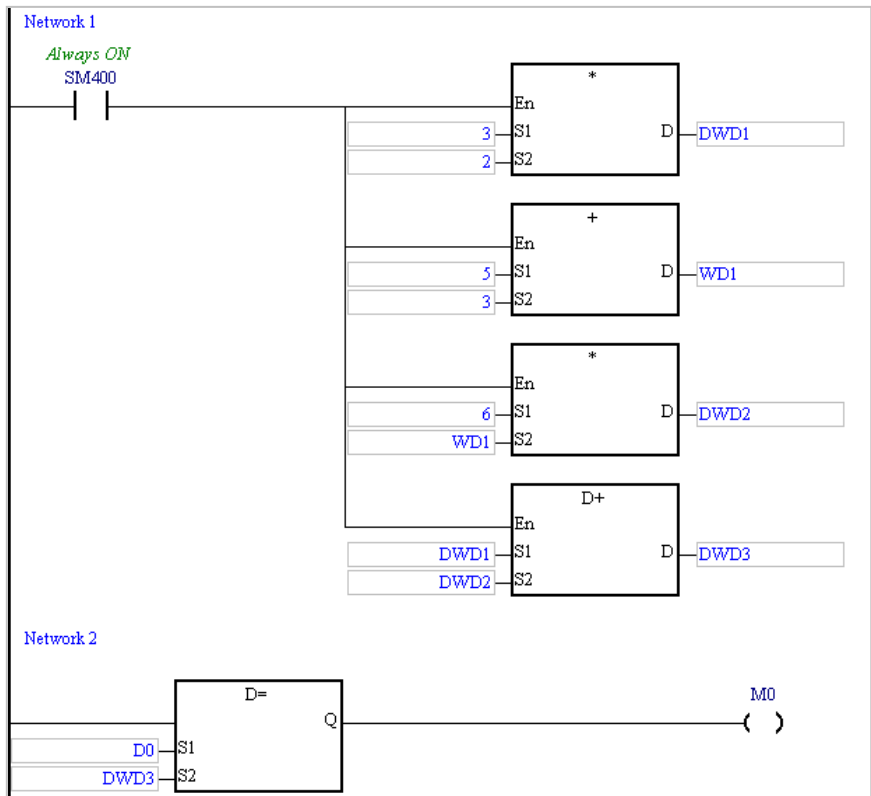 Network 1
Always ON
SM400
*
En
3 S1 D DWD1
2 S2
+
En
5 S1 D WD1
3 S2
*
En
6 S1 D DWD2
WD1 S2
D+
En
DWD1 S1 D DWD3
DWD2 S2
Network 2
D= M0
Q ( )
D0 S1
DWD3 S2